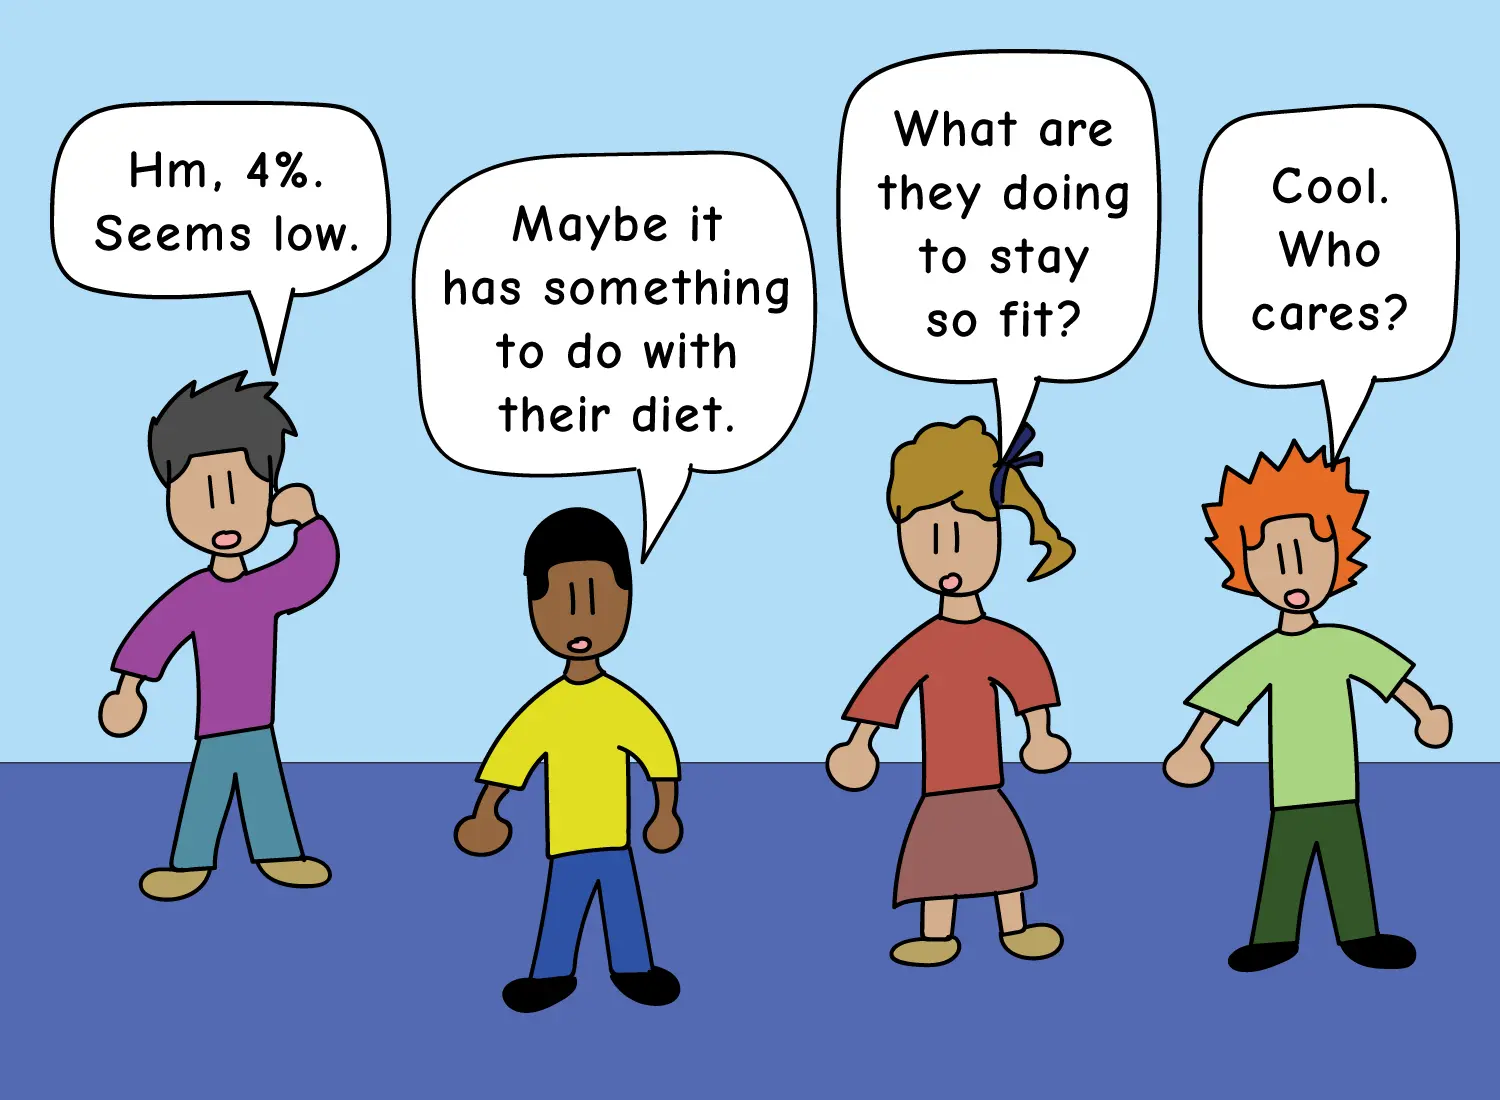 Hm, 4%.
Seems low.
Maybe it
has something
to do with
their diet.
What are
they doing
to stay
so fit?
Cool.
Who
cares?